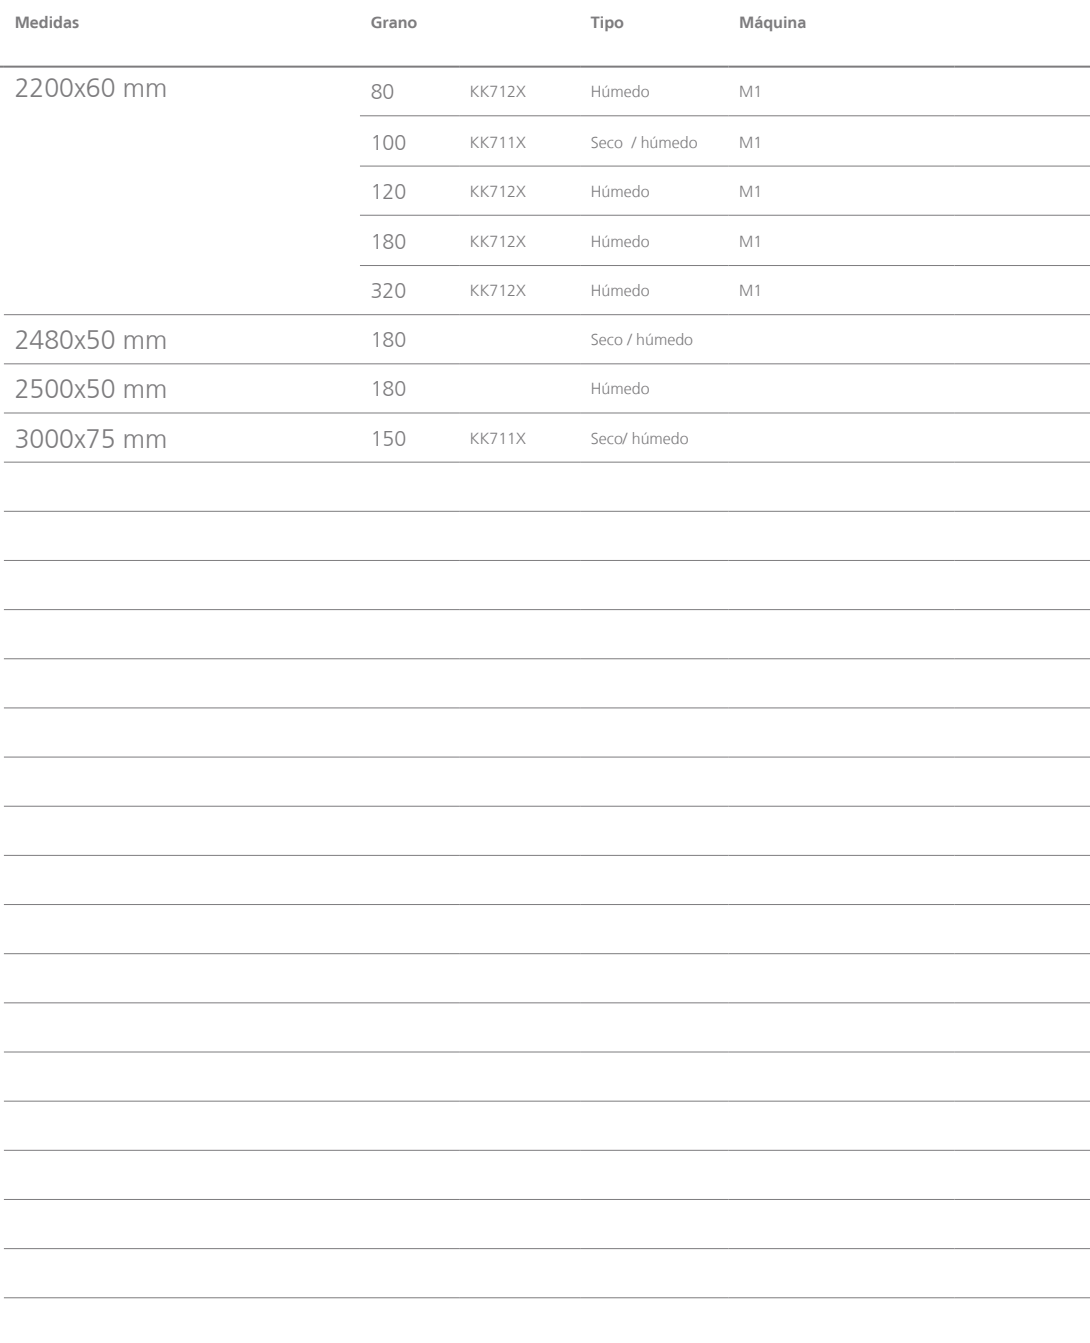 Medidas Grano Tipo Máquina
2200x60 mm 80 KK712X Húmedo M1
100 KK711X Seco / húmedo M1
120 KK712X Húmedo M1
180 KK712X Húmedo M1
320 KK712X Húmedo M1
2480x50 mm 180 Seco / húmedo
2500x50 mm 180 Húmedo
3000x75 mm 150 KK711X Seco/ húmedo